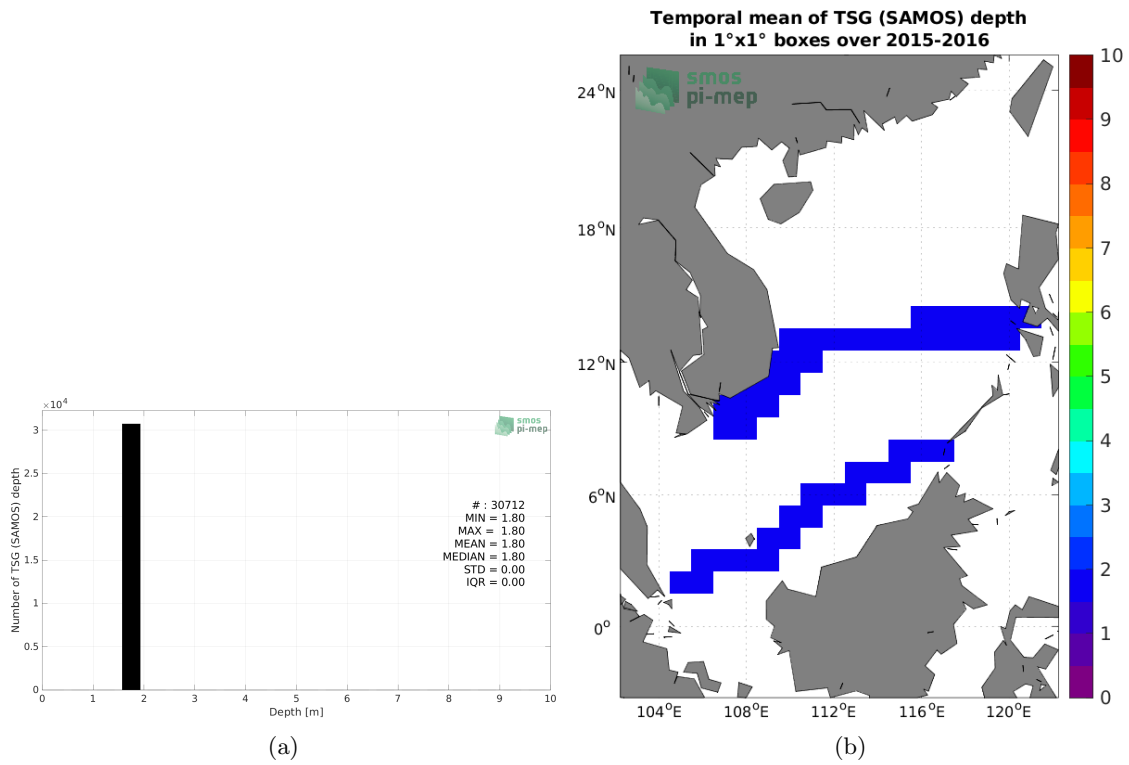 ×10⁴
3
2.5
2
1.5
1
0.5
0
Number of TSG (SAMOS) depth
smos
pi-mep
# : 30712
MIN = 1.80
MAX = 1.80
MEAN = 1.80
MEDIAN = 1.80
STD = 0.00
IQR = 0.00
0 1 2 3 4 5 6 7 8 9 10
Depth [m]
(a)
Temporal mean of TSG (SAMOS) depth
in 1°x1° boxes over 2015-2016
smos
pi-mep
24°N
18°N
12°N
6°N
0°
104°E 108°E 112°E 116°E 120°E
10
9
8
7
6
5
4
3
2
1
0
(b)